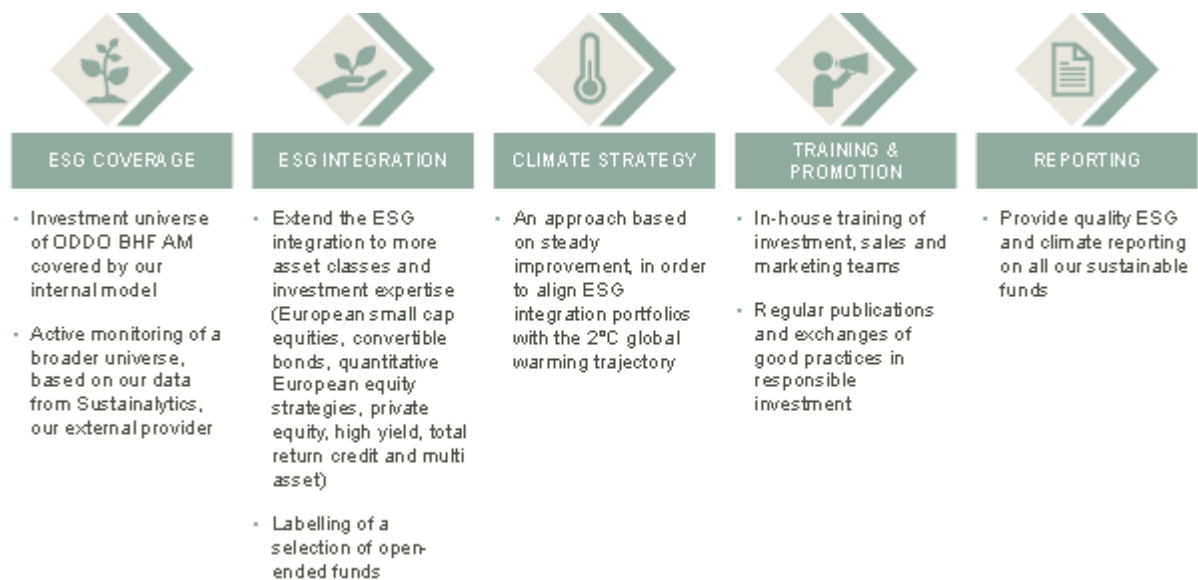 ESG COVERAGE
• Investment universe
of ODDO BHF AM
covered by our
internal model
• Active monitoring of a
broader universe,
based on our data
from Sustainalytics,
our external provider
ESG INTEGRATION
• Extend the ESG
integration to more
asset classes and
investment expertise
(European small cap
equities, convertible
bonds, quantitative
European equity
strategies, private
equity, high yield, total
return credit and multi
asset)
• Labelling of a
selection of open-
ended funds
CLIMATE STRATEGY
• An approach based
on steady
improvement, in order
to align ESG
integration portfolios
with the 2°C global
warming trajectory
TRAINING &
PROMOTION
• In-house training of
investment, sales and
marketing teams
• Regular publications
and exchanges of
good practices in
responsible
investment
REPORTING
• Provide quality ESG
and climate reporting
on all our sustainable
funds